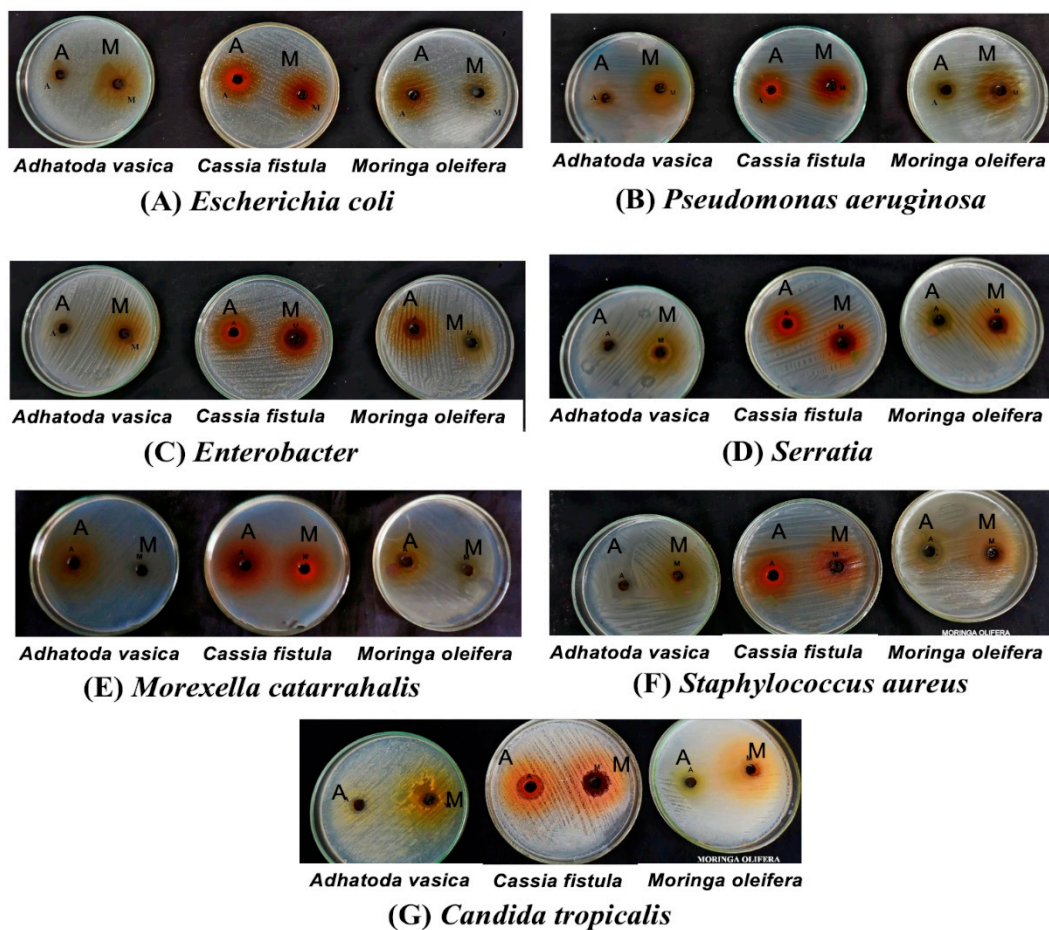 A M A M A M A M A M A M
A A M M A M A M A M A M
Adhatoda vasica Cassia fistula Moringa oleifera Adhatoda vasica Cassia fistula Moringa oleifera
(A) Escherichia coli
(B) Pseudomonas aeruginosa
A M A M A M A M A M A M
A M A M M A M A M A M
Adhatoda vasica Cassia fistula Moringa oleifera Adhatoda vasica Cassia fistula Moringa oleifera
(C) Enterobacter
(D) Serratia
A M A M A M A M A M A M
A M A M A M A M A M A M
MORINGA OLIFERA
Adhatoda vasica Cassia fistula Moringa oleifera Adhatoda vasica Cassia fistula Moringa oleifera
(E) Morexella catarrahalis
(F) Staphylococcus aureus
A M A M A M
A M A M A M
MORINGA OLIFERA
Adhatoda vasica Cassia fistula Moringa oleifera
(G) Candida tropicalis